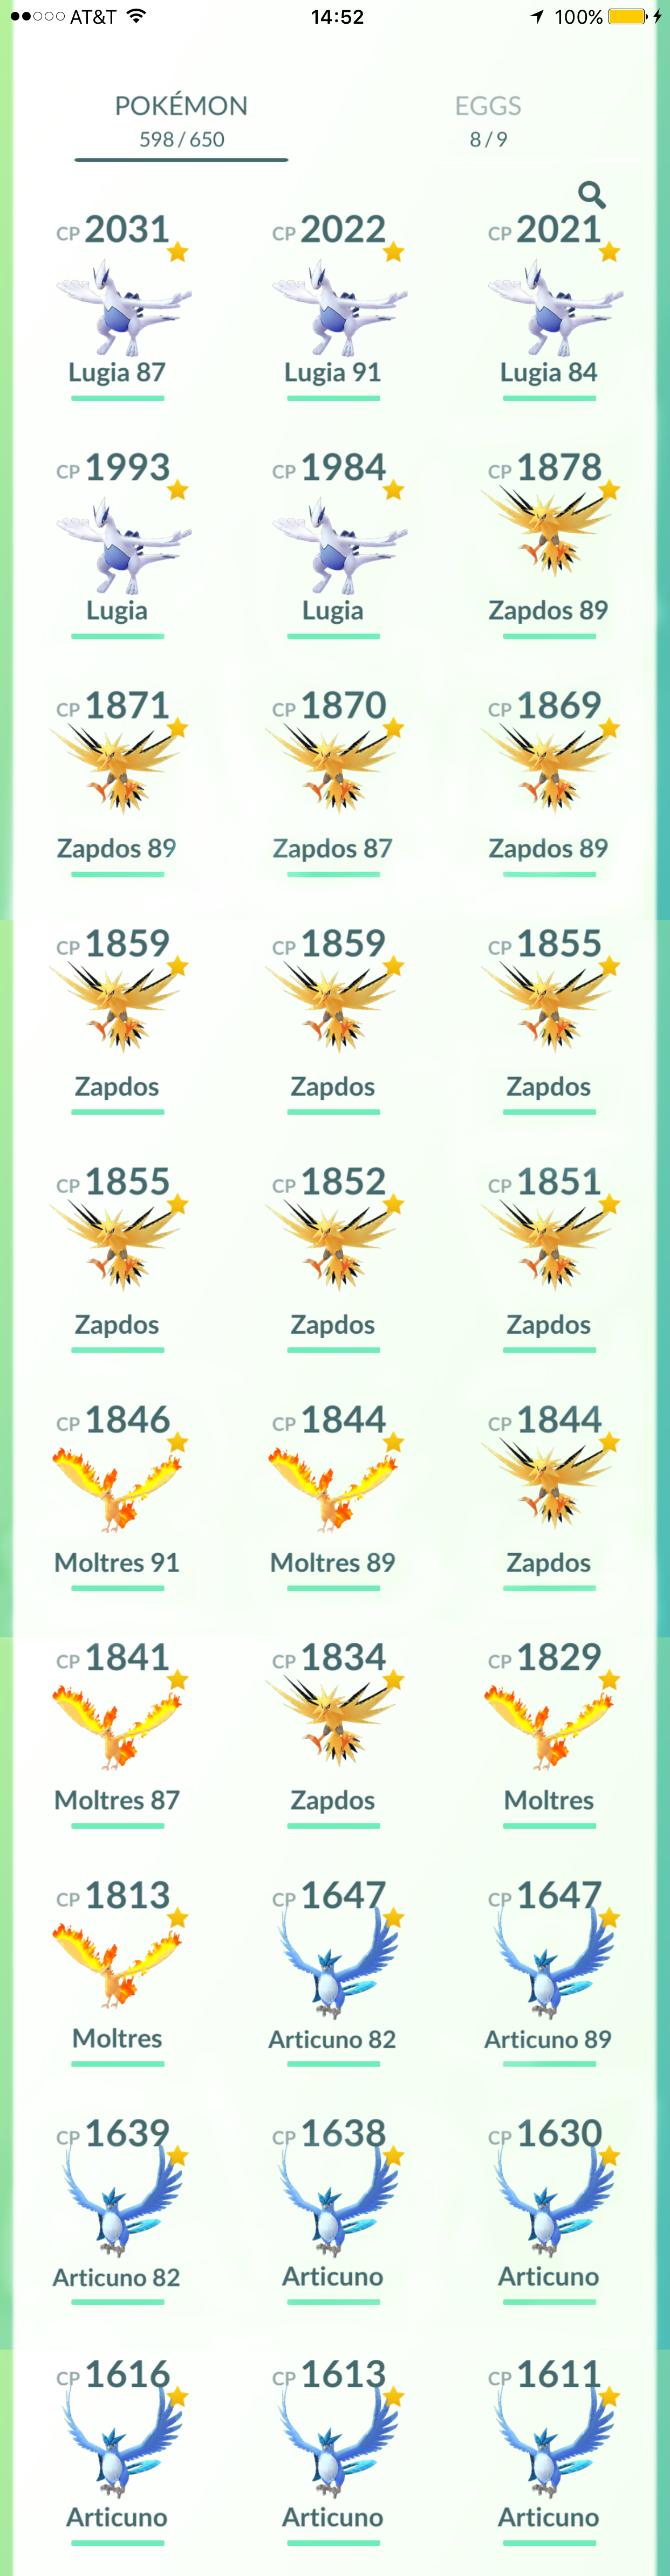 AT&T 14:52 100%
POKÉMON EGGS
598 / 650 8 / 9
CP 2031 CP 2022 CP 2021
Lugia 87 Lugia 91 Lugia 84
CP 1993 CP 1984 CP 1878
Lugia Lugia Zapdos 89
CP 1871 CP 1870 CP 1869
Zapdos 89 Zapdos 87 Zapdos 89
CP 1859 CP 1859 CP 1855
Zapdos Zapdos Zapdos
CP 1855 CP 1852 CP 1851
Zapdos Zapdos Zapdos
CP 1846 CP 1844 CP 1844
Moltres 91 Moltres 89 Zapdos
CP 1841 CP 1834 CP 1829
Moltres 87 Zapdos Moltres
CP 1813 CP 1647 CP 1647
Moltres Articuno 82 Articuno 89
CP 1639 CP 1638 CP 1630
Articuno 82 Articuno Articuno
CP 1616 CP 1613 CP 1611
Articuno Articuno Articuno